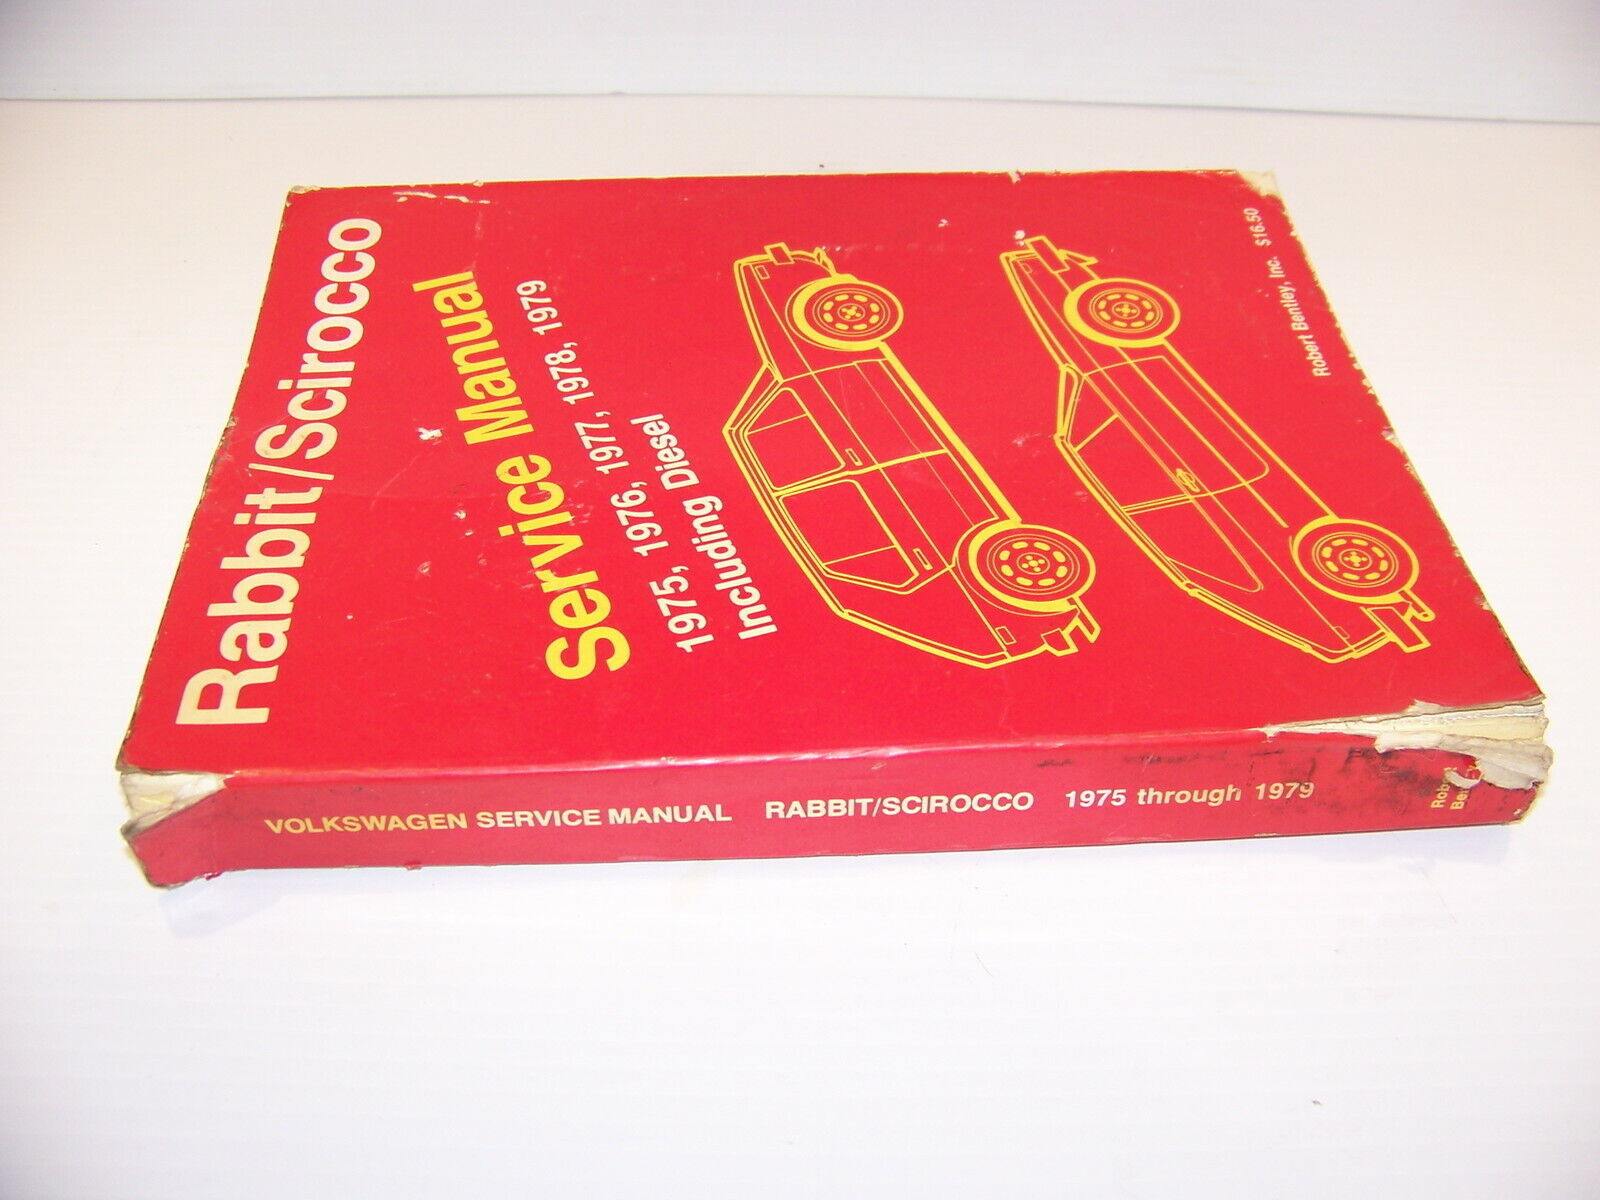 Rabbit/Scirocco
Service Manual
1975, 1976, 1977, 1978, 1979
Including Diesel
Robert Bentley, Inc. $16.50
VOLKSWAGEN SERVICE MANUAL RABBIT/SCIROCCO 1975 through 1979